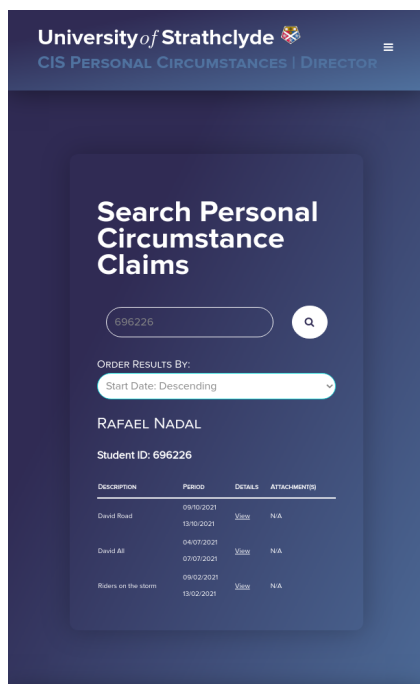 University of Strathclyde
CIS Personal Circumstances | Director
Search Personal
Circumstance
Claims
696226
Order Results By:
Start Date: Descending
Rafael Nadal
Student ID: 696226
Description Period Details Attachment(s)
David Road 09/10/2021 13/10/2021 View N/A
David All 04/07/2021 07/07/2021 View N/A
Riders on the storm 09/02/2021 13/02/2021 View N/A